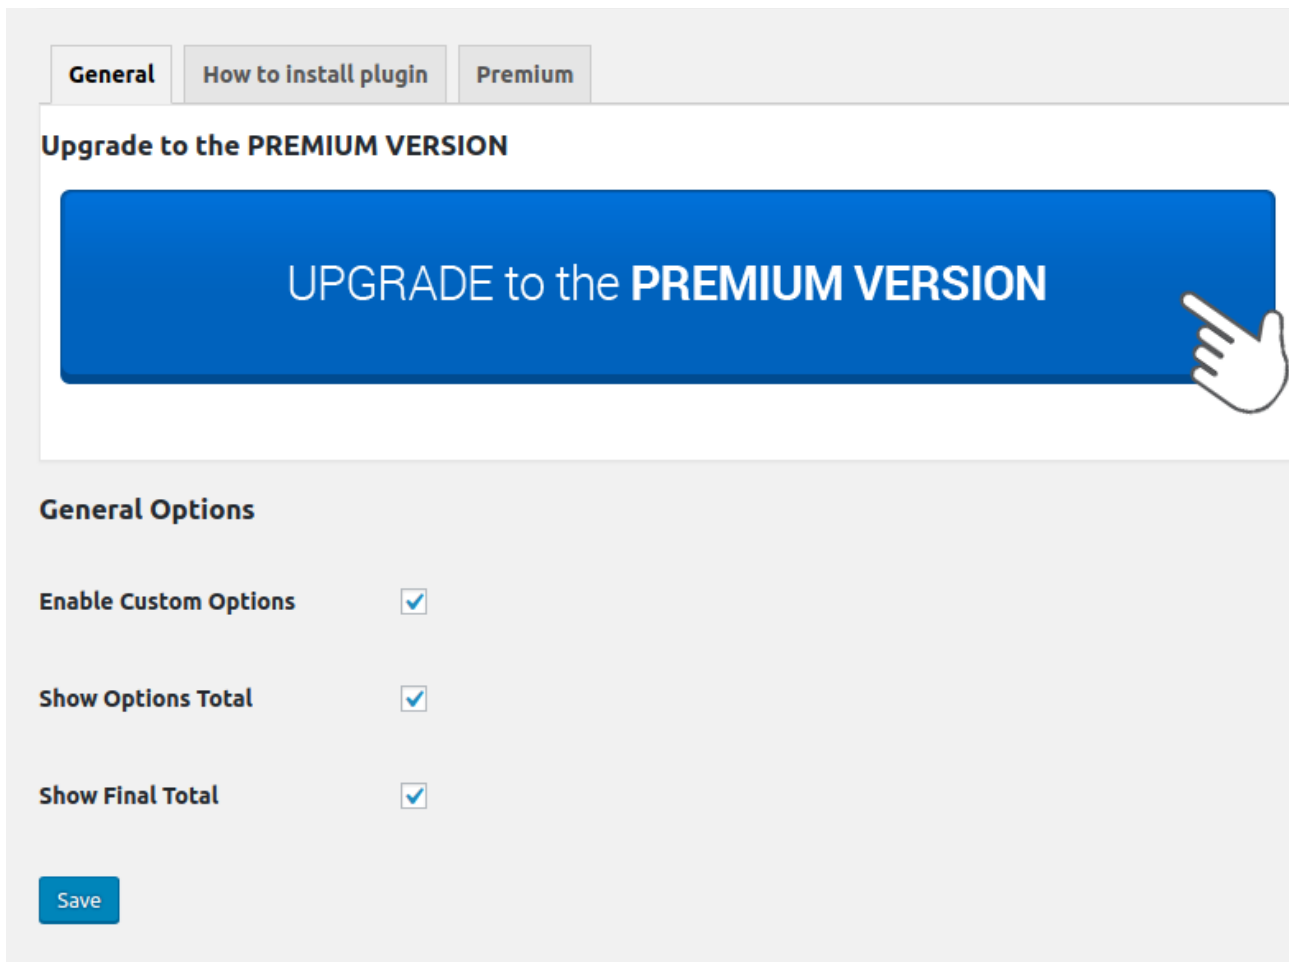 General How to install plugin Premium
Upgrade to the PREMIUM VERSION
UPGRADE to the PREMIUM VERSION
General Options
Enable Custom Options
Show Options Total
Show Final Total
Save